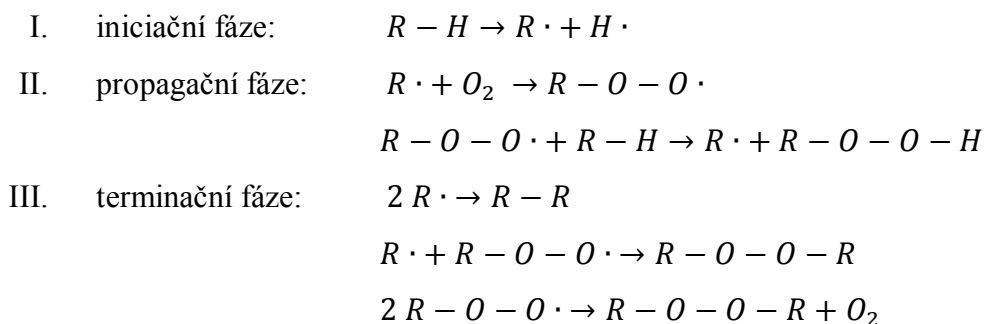 I. iniciační fáze: R − H → R · + H ·
II. propagační fáze: R · + O₂ → R − O − O ·
R − O − O · + R − H → R · + R − O − O − H
III. terminační fáze: 2 R · → R − R
R · + R − O − O · → R − O − O − R
2 R − O − O · → R − O − O − R + O₂